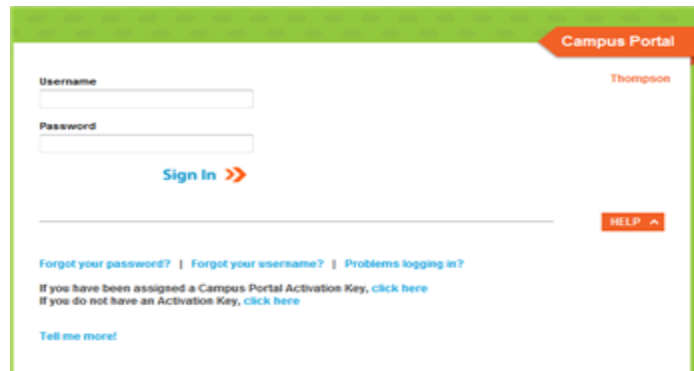 Campus Portal
Username
Thompson
Password
Sign In
HELP
Forgot your password? | Forgot your username? | Problems logging in?
If you have been assigned a Campus Portal Activation Key, click here
If you do not have an Activation Key, click here
Tell me more!